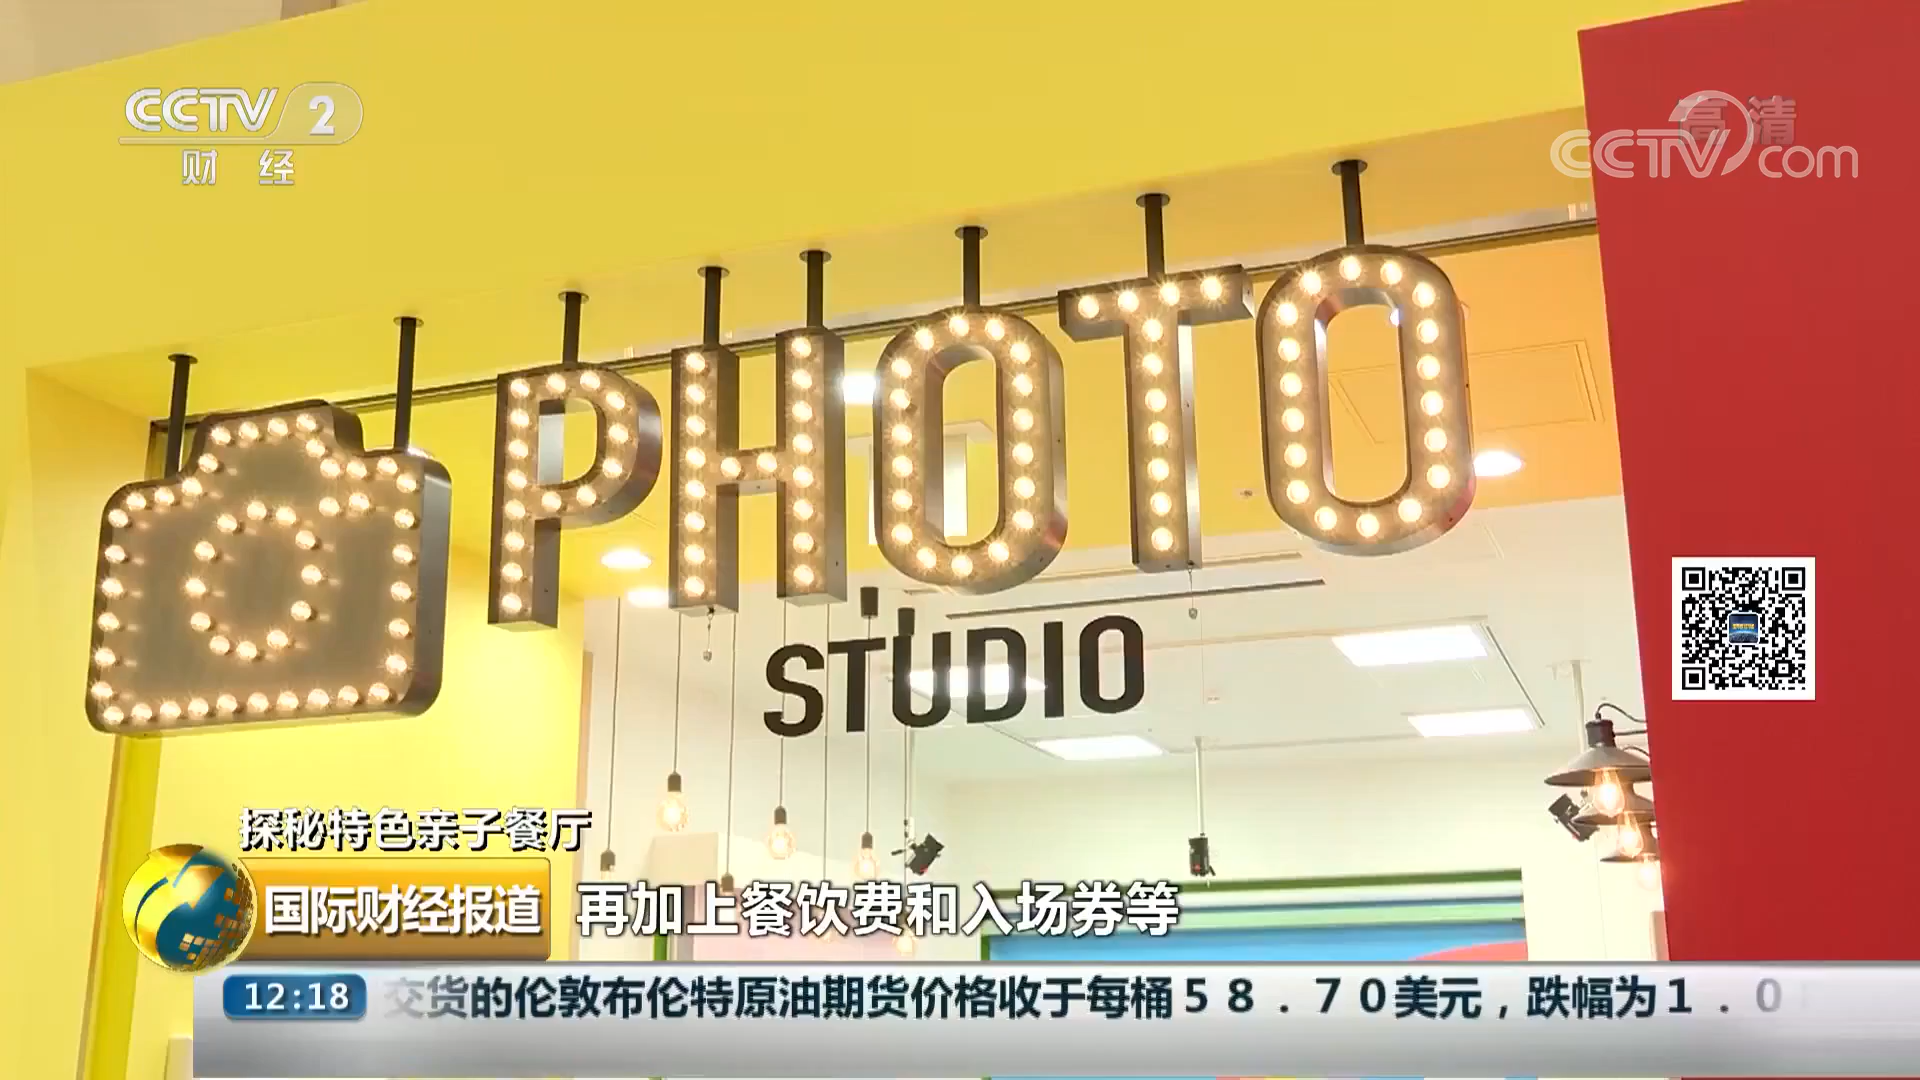 CCTV 2
财 经
高清
CCTV.com
PHOTO
STUDIO
探秘特色亲子餐厅
国际财经报道
再加上餐饮费和入场券等
12:18
交货的伦敦布伦特原油期货价格收于每桶５８．７０美元，跌幅为１．０